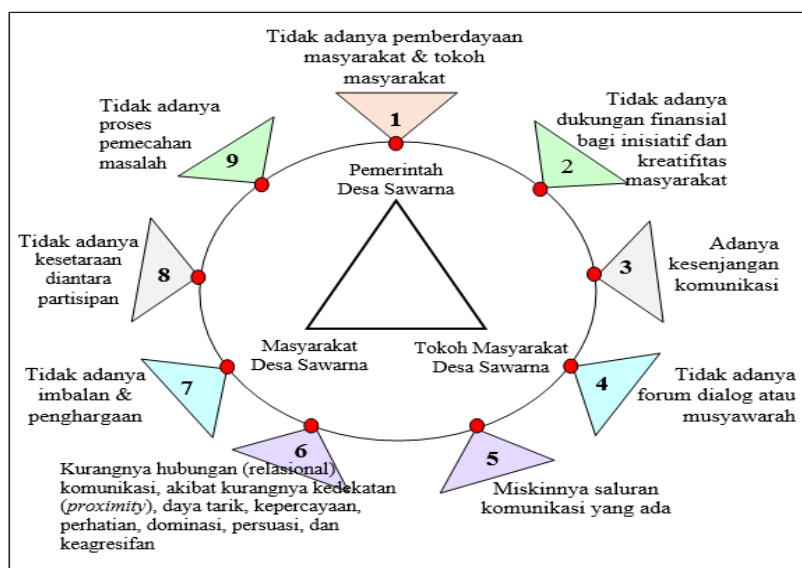 Tidak adanya pemberdayaan
masyarakat & tokoh
masyarakat
1
Tidak adanya
dukungan finansial
bagi inisiatif dan
kreatifitas
masyarakat
2
Adanya
kesenjangan
komunikasi
3
Tidak adanya
forum dialog atau
musyawarah
4
Miskinnya saluran
komunikasi yang ada
5
Kurangnya hubungan (relasional)
komunikasi, akibat kurangnya kedekatan
(proximity), daya tarik, kepercayaan,
perhatian, dominasi, persuasi, dan
keagresifan
6
Tidak adanya
imbalan &
penghargaan
7
Tidak adanya
kesetaraan
diantara
partisipan
8
Tidak adanya
proses
pemecahan
masalah
9
Pemerintah
Desa Sawarna
Masyarakat
Desa Sawarna
Tokoh Masyarakat
Desa Sawarna